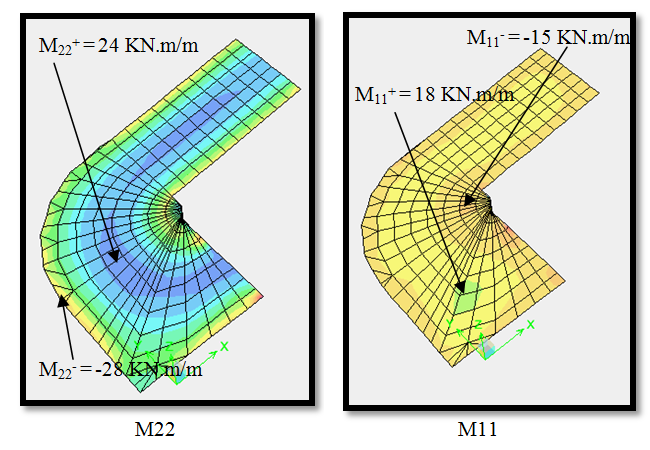 M22+ = 24 KN.m/m
M22- = -28 KN.m/m
Z
X
M22
M11- = -15 KN.m/m
M11+ = 18 KN.m/m
Z
X
M11